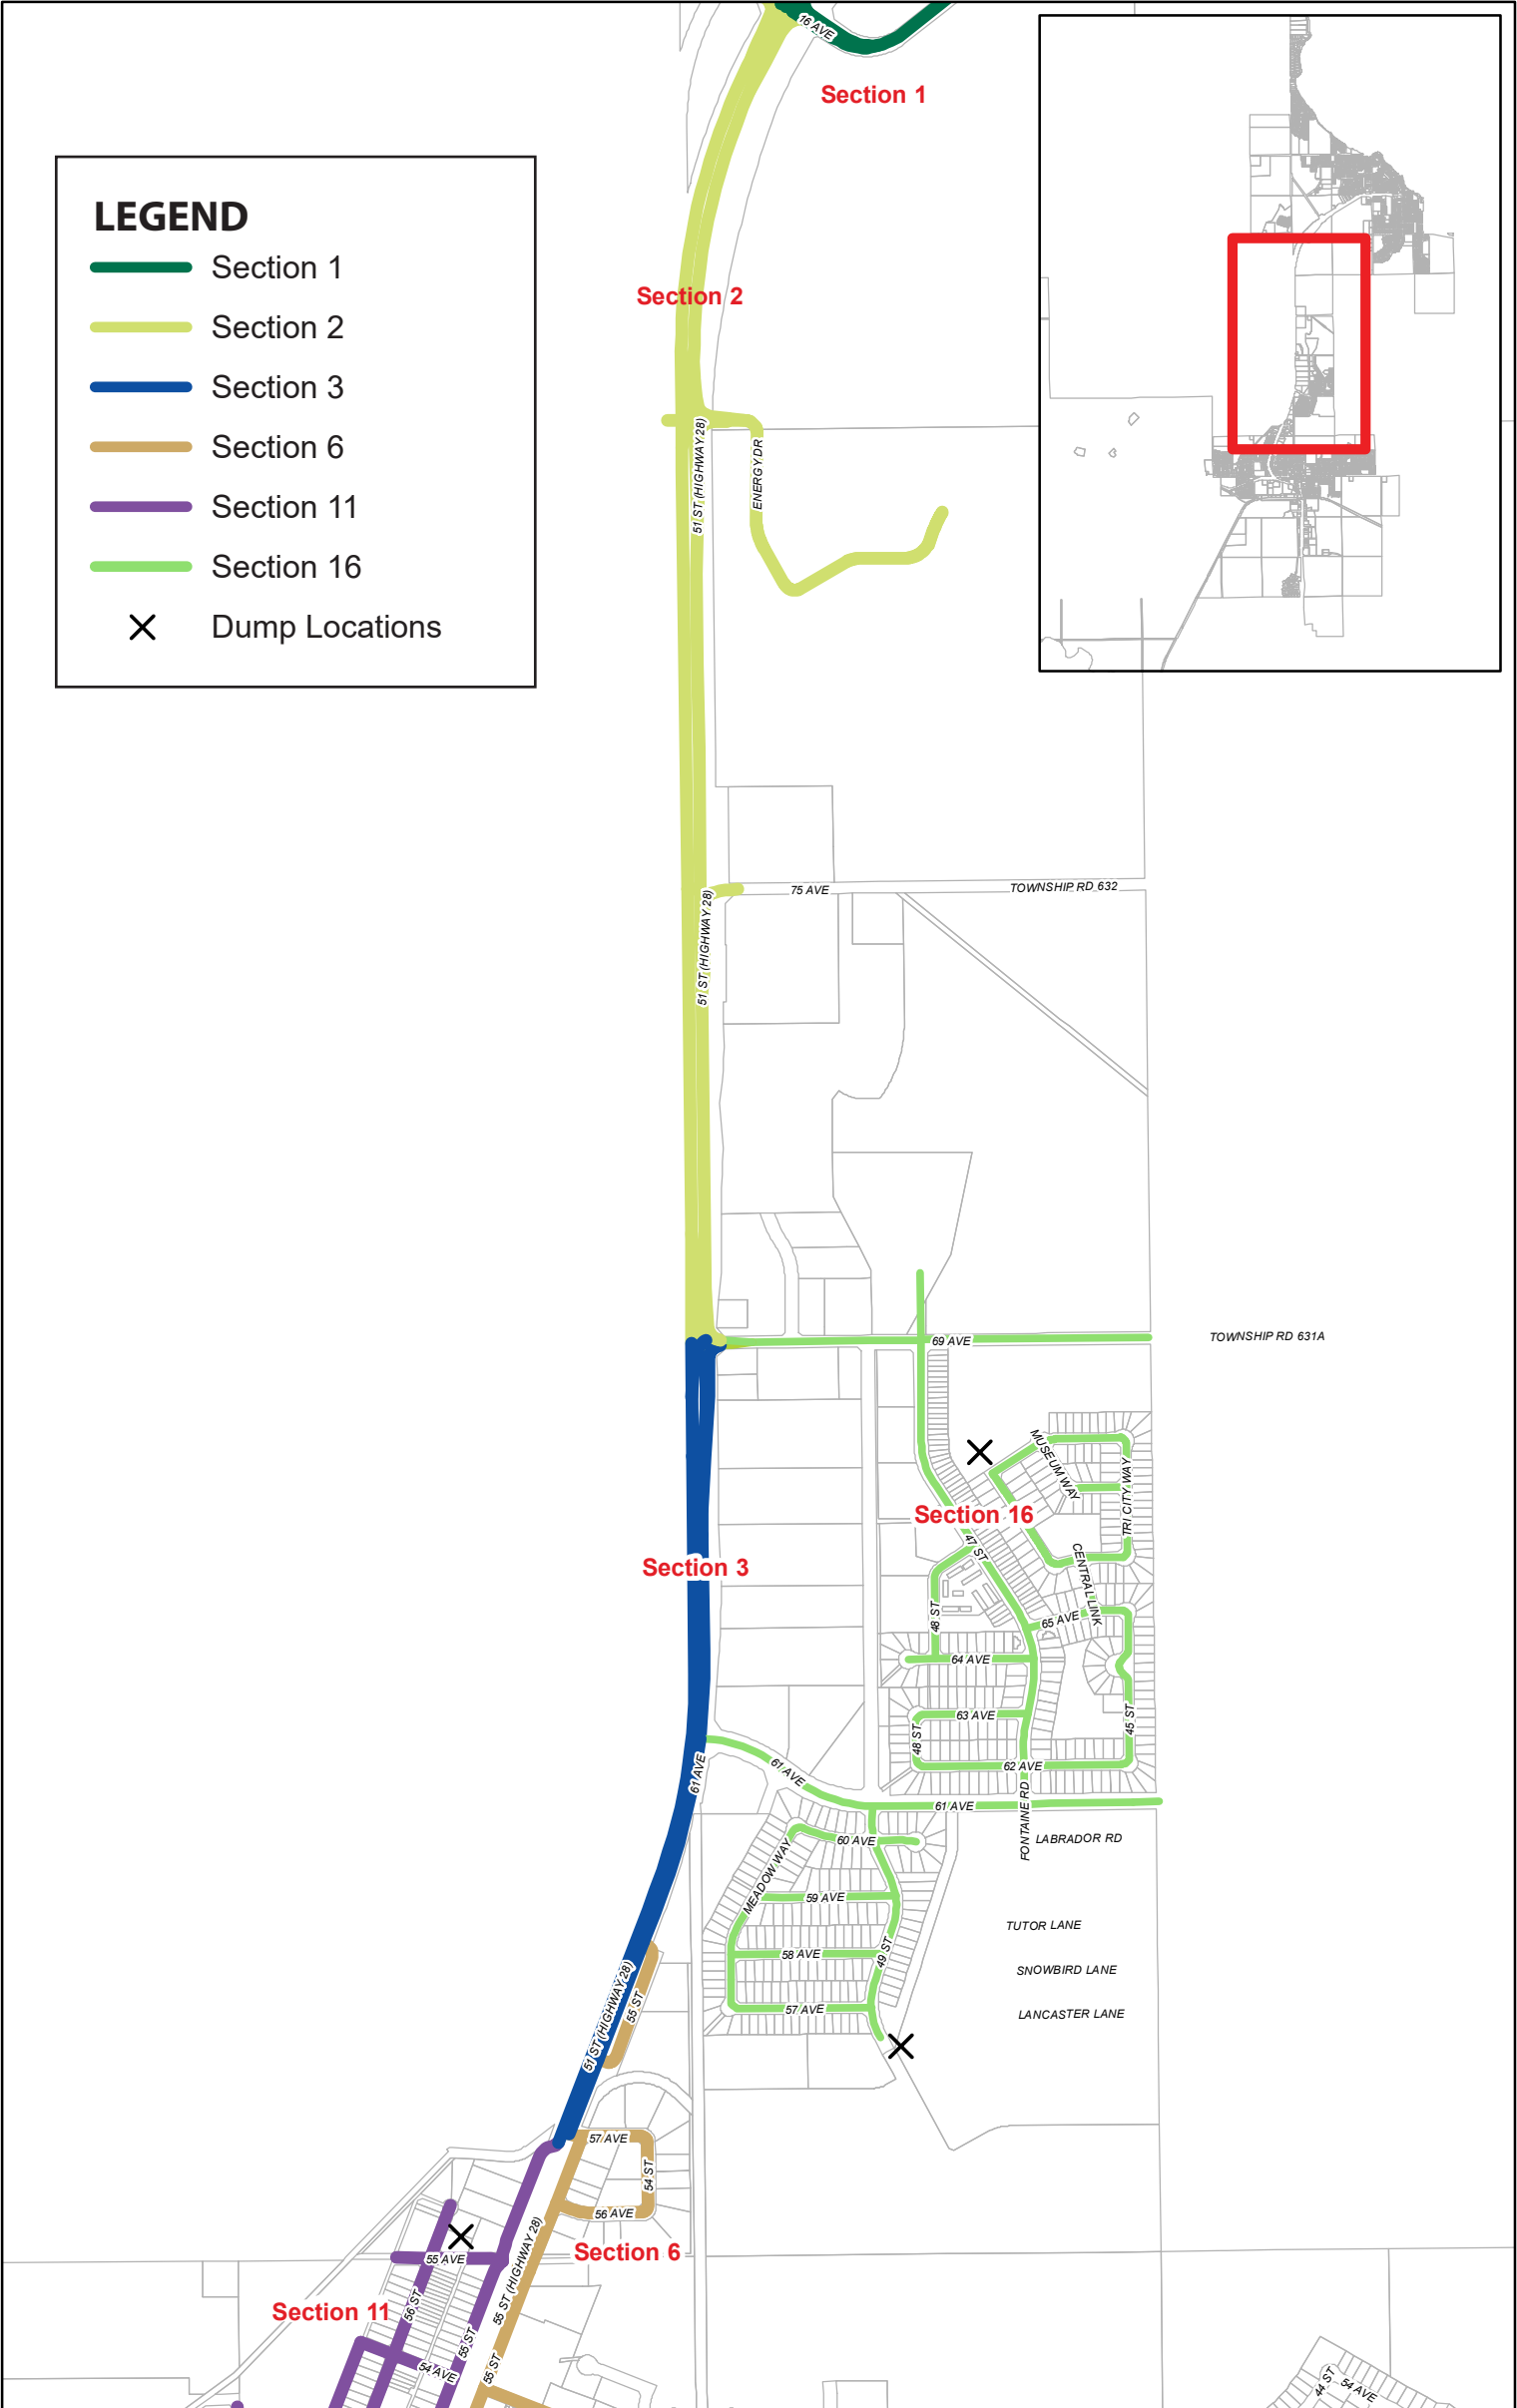 16 AVE
Section 1
LEGEND
Section 1
Section 2
Section 3
Section 6
Section 11
Section 16
Dump Locations
Section 2
51 ST (HIGHWAY 28)
ENERGY DR
75 AVE
TOWNSHIP RD 632
51 ST (HIGHWAY 28)
69 AVE
TOWNSHIP RD 631A
MUSEUM WAY
TRI CITY WAY
Section 16
47 ST
CENTRAL LINK
Section 3
48 ST
65 AVE
64 AVE
63 AVE
48 ST
45 ST
62 AVE
61 AVE
61 AVE
61 AVE
FONTAINE RD
LABRADOR RD
60 AVE
MEADOW WAY
59 AVE
TUTOR LANE
58 AVE
49 ST
SNOWBIRD LANE
57 AVE
LANCASTER LANE
51 ST (HIGHWAY 28)
55 ST
57 AVE
54 ST
56 AVE
Section 6
55 AVE
55 ST (HIGHWAY 28)
Section 11
56 ST
55 ST
54 AVE
55 ST
44 ST
54 AVE